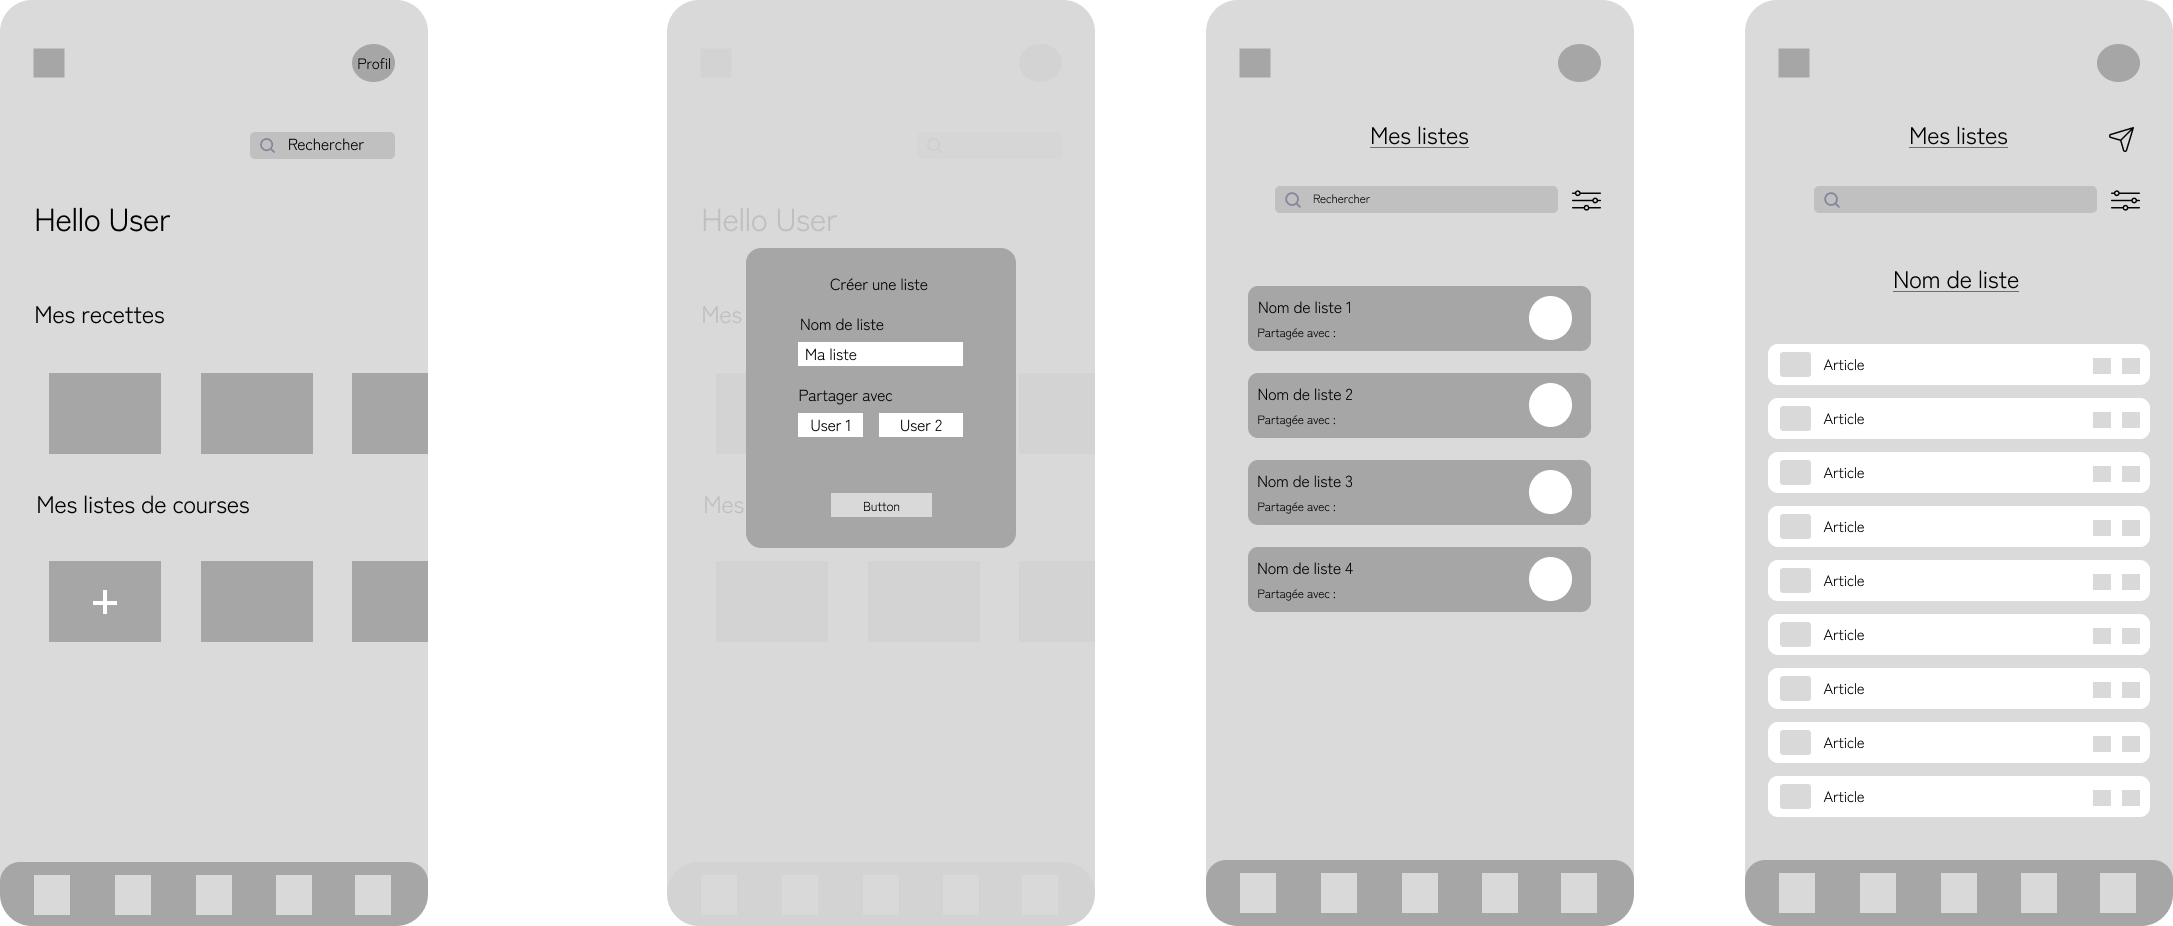 Profil
Rechercher
Hello User
Mes recettes
Mes listes de courses
Hello User
Mes
Mes
Créer une liste
Nom de liste
Ma liste
Partager avec
User 1
User 2
Button
Mes listes
Rechercher
Nom de liste 1
Partagée avec :
Nom de liste 2
Partagée avec :
Nom de liste 3
Partagée avec :
Nom de liste 4
Partagée avec :
Mes listes
Nom de liste
Article
Article
Article
Article
Article
Article
Article
Article
Article